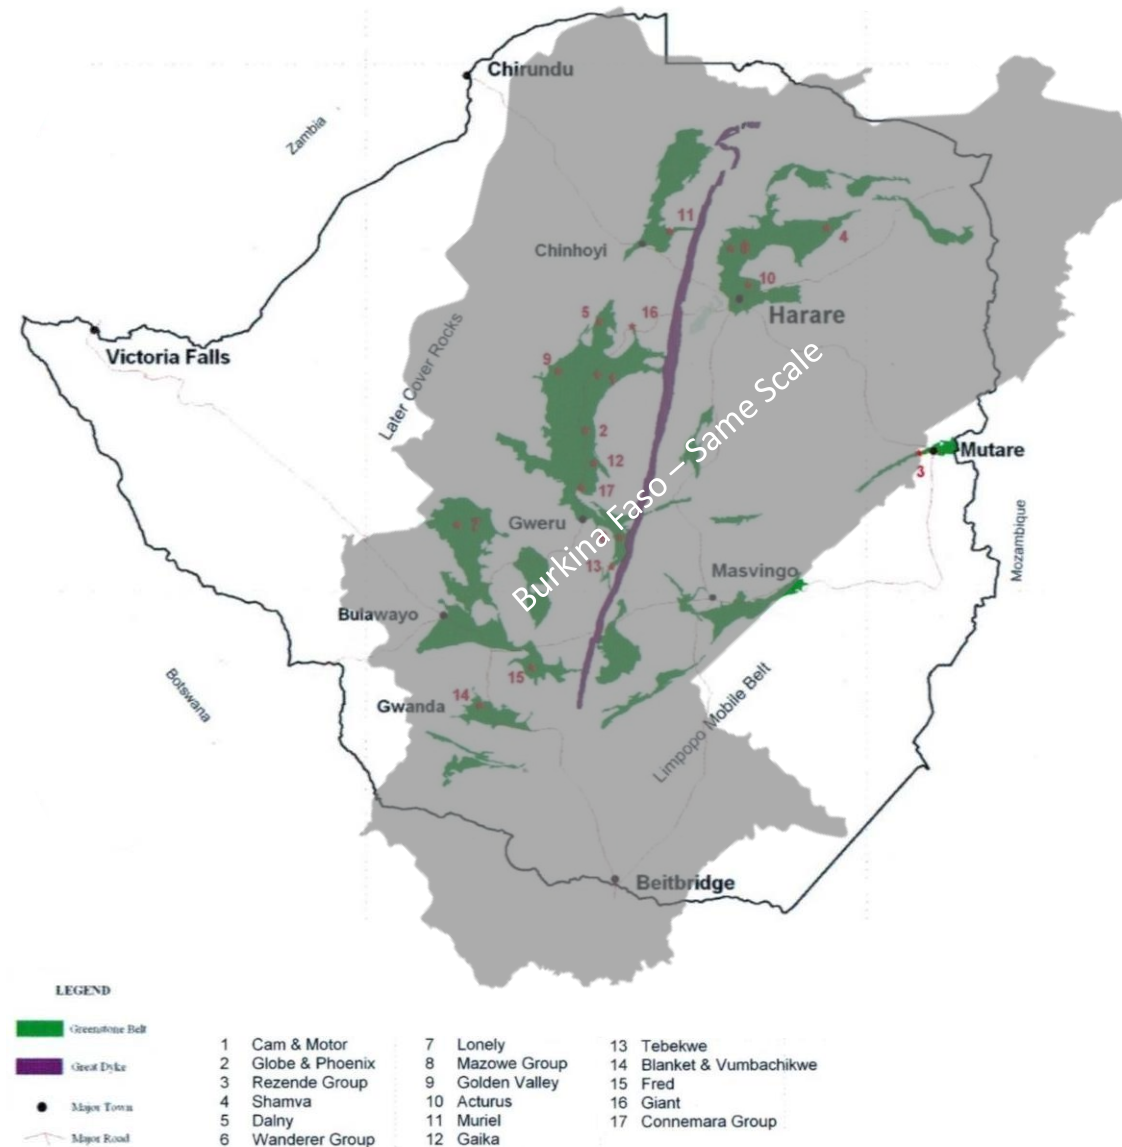 Chirundu
Zambia
11
Chinhoyi
4
8
10
Harare
5
16
Later Cover Rocks
Victoria Falls
9
1
Burkina Faso – Same Scale
2
12
Mutare
3
17
Gweru
7
Mozambique
13
Masvingo
Bulawayo
15
Botswana
14
Gwanda
Limpopo Mobile Belt
Beitbridge
LEGEND
Greenstone Belt
Great Dyke
Major Town
Major Road
1 Cam & Motor
2 Globe & Phoenix
3 Rezende Group
4 Shamva
5 Dalny
6 Wanderer Group
7 Lonely
8 Mazowe Group
9 Golden Valley
10 Acturus
11 Muriel
12 Gaika
13 Tebekwe
14 Blanket & Vumbachikwe
15 Fred
16 Giant
17 Connemara Group